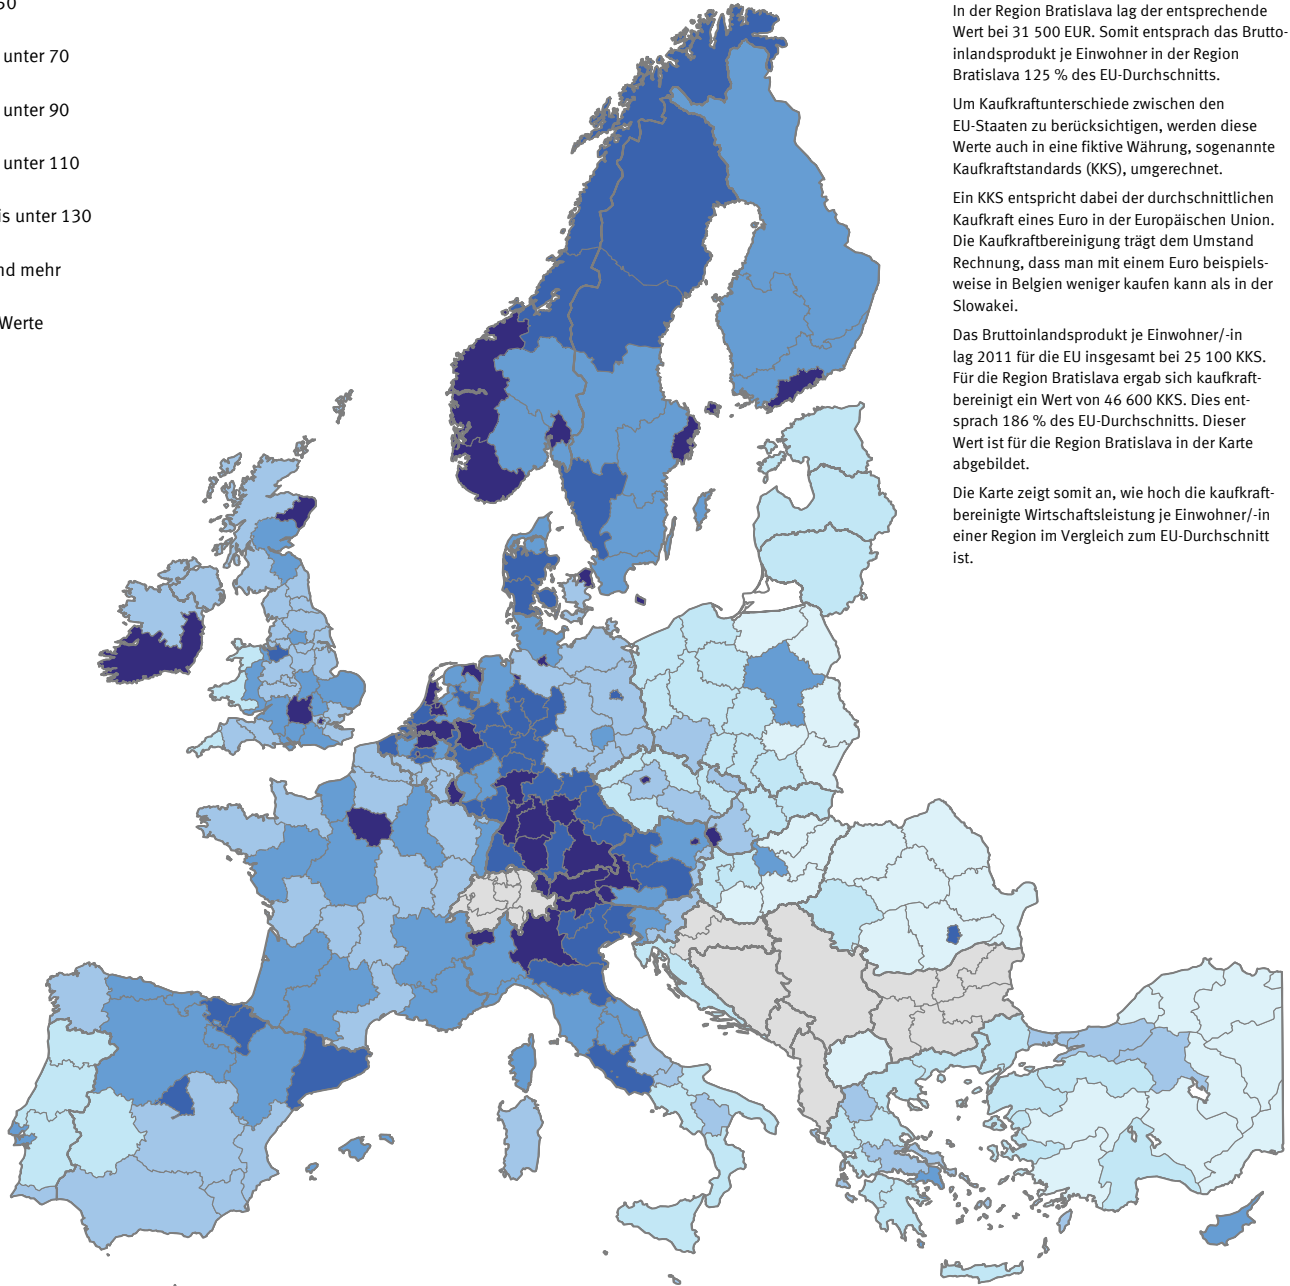 unter 70
unter 90
unter 110
is unter 130
nd mehr
Werte
In der Region Bratislava lag der entsprechende
Wert bei 31 500 EUR. Somit entsprach das Brutto-
inlandsprodukt je Einwohner in der Region
Bratislava 125 % des EU-Durchschnitts.
Um Kaufkraftunterschiede zwischen den
EU-Staaten zu berücksichtigen, werden diese
Werte auch in eine fiktive Währung, sogenannte
Kaufkraftstandards (KKS), umgerechnet.
Ein KKS entspricht dabei der durchschnittlichen
Kaufkraft eines Euro in der Europäischen Union.
Die Kaufkraftbereinigung trägt dem Umstand
Rechnung, dass man mit einem Euro beispiels-
weise in Belgien weniger kaufen kann als in der
Slowakei.
Das Bruttoinlandsprodukt je Einwohner/-in
lag 2011 für die EU insgesamt bei 25 100 KKS.
Für die Region Bratislava ergab sich kaufkraft-
bereinigt ein Wert von 46 600 KKS. Dies ent-
sprach 186 % des EU-Durchschnitts. Dieser
Wert ist für die Region Bratislava in der Karte
abgebildet.
Die Karte zeigt somit an, wie hoch die kaufkraft-
bereinigte Wirtschaftsleistung je Einwohner/-in
einer Region im Vergleich zum EU-Durchschnitt
ist.